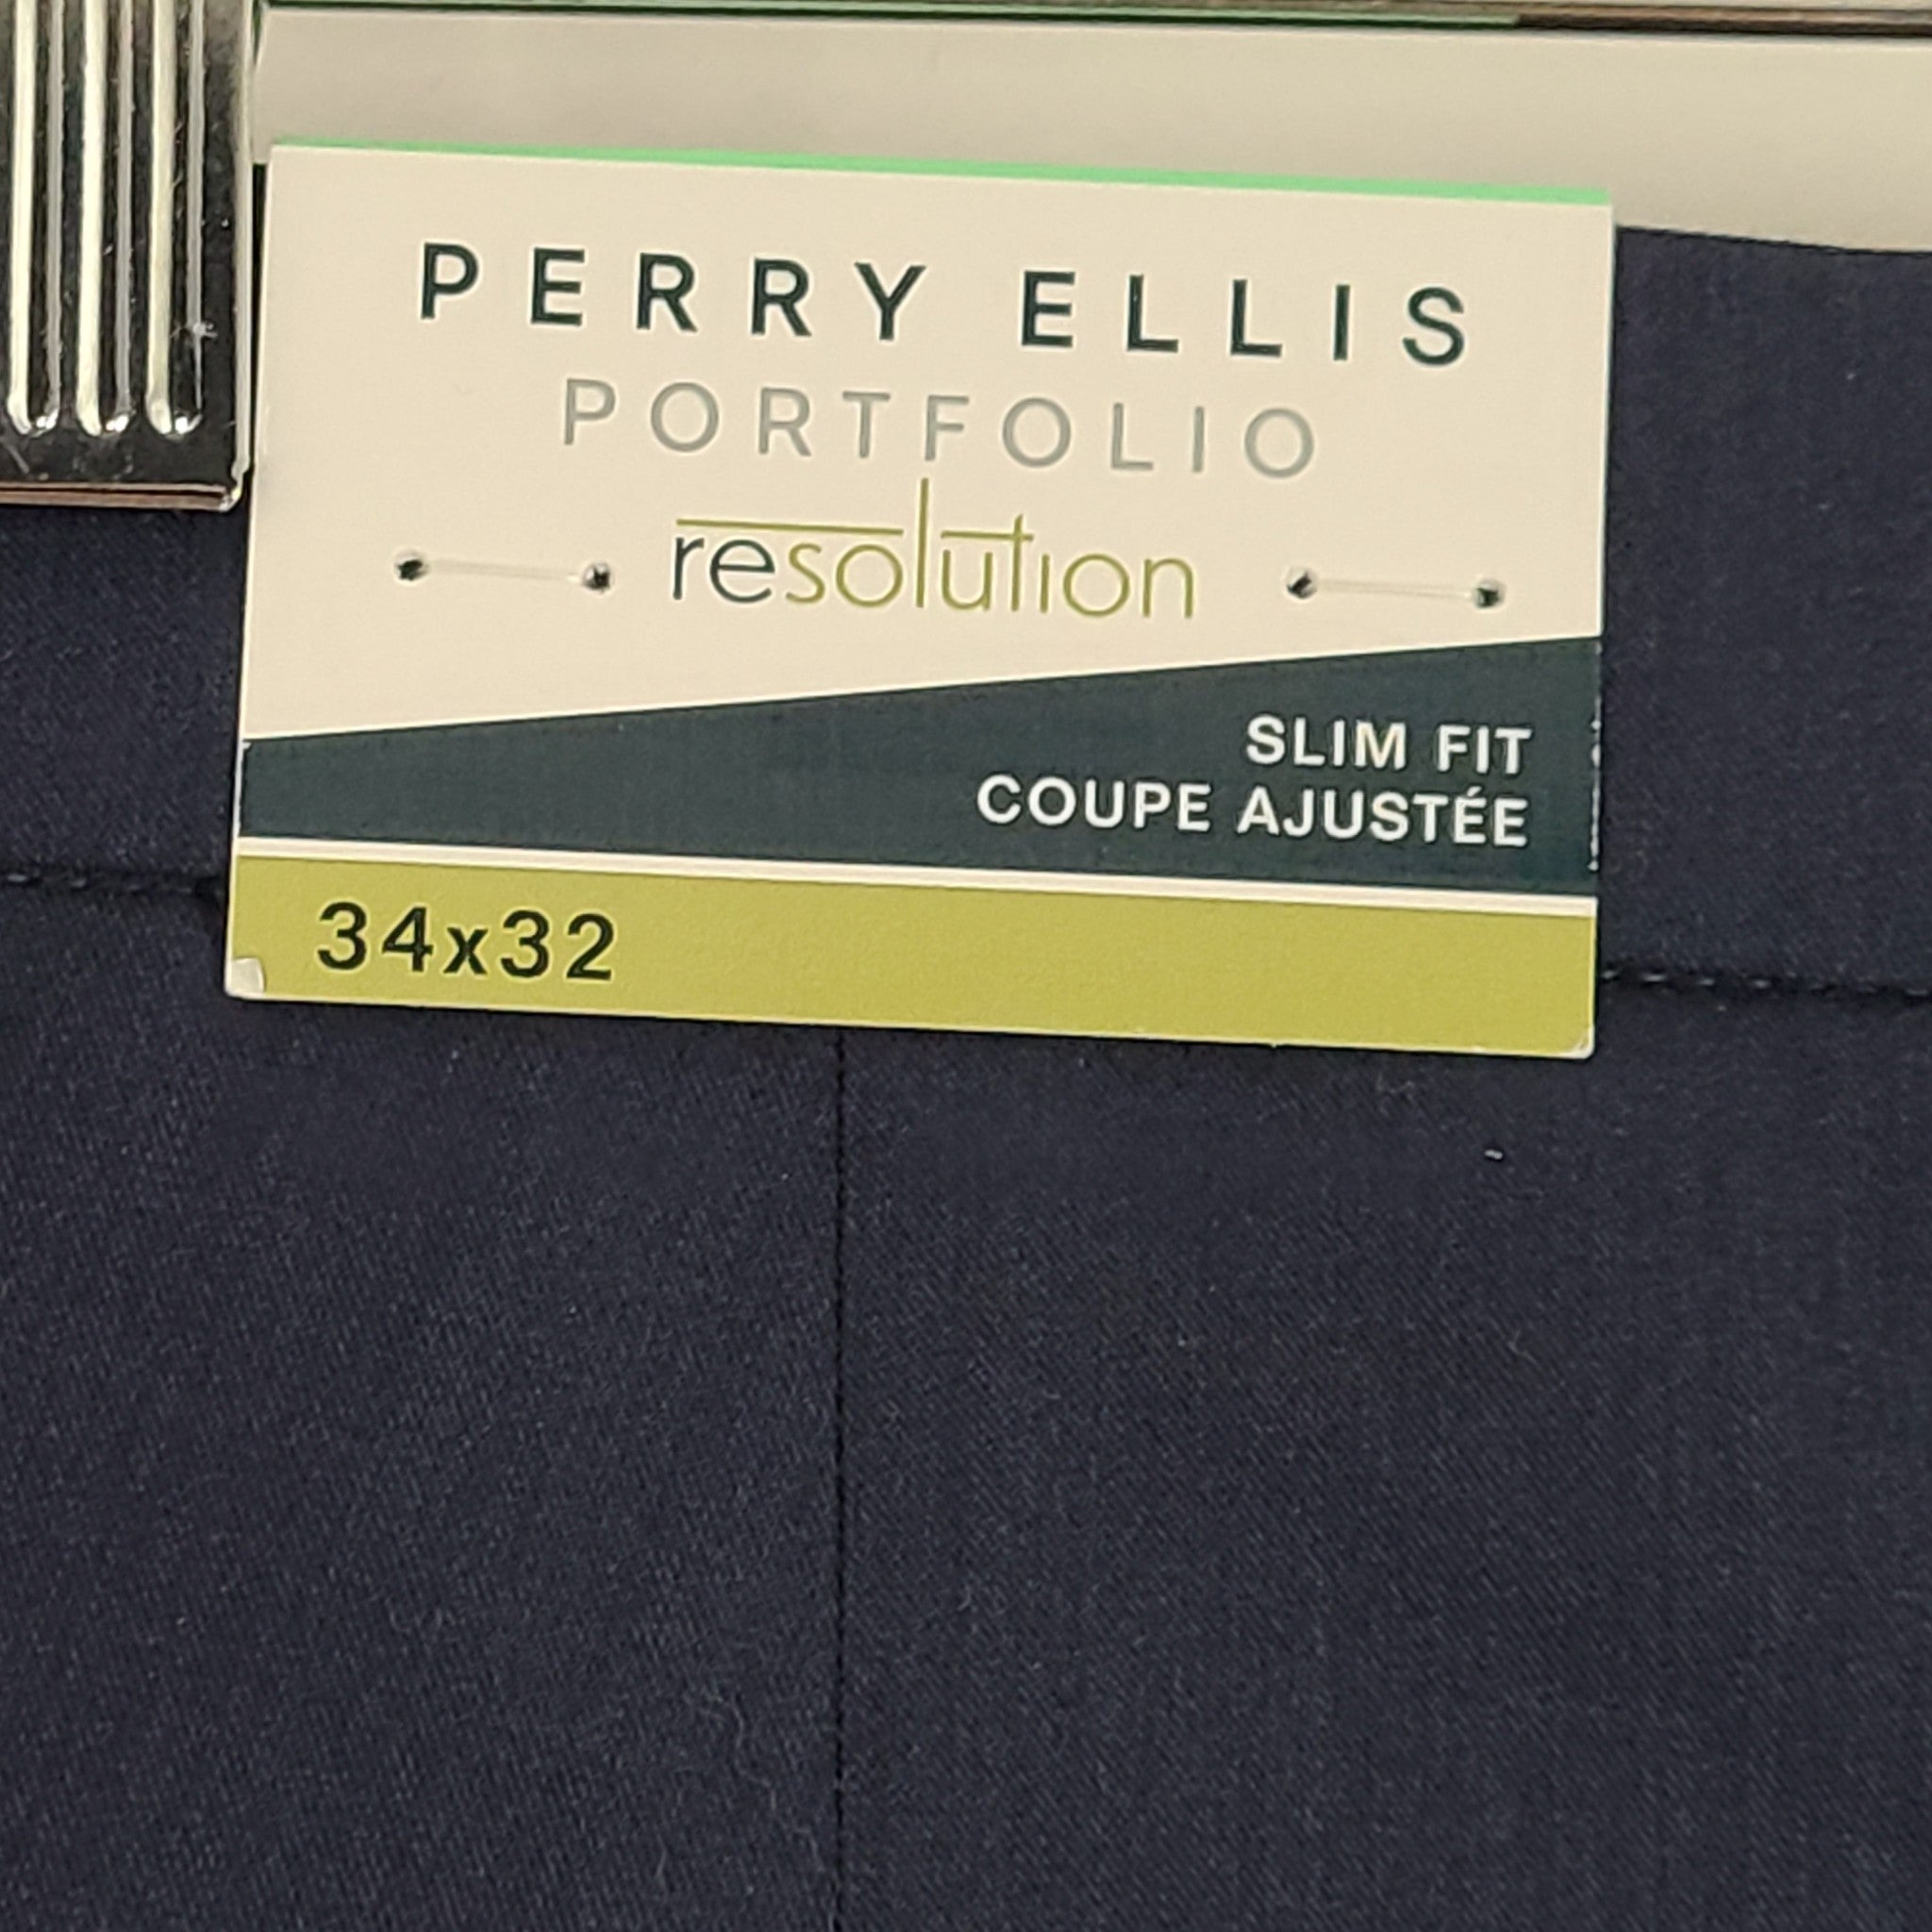 PERRY ELLIS
PORTFOLIO
resolution
SLIM FIT
COUPE AJUSTÉE
34x32